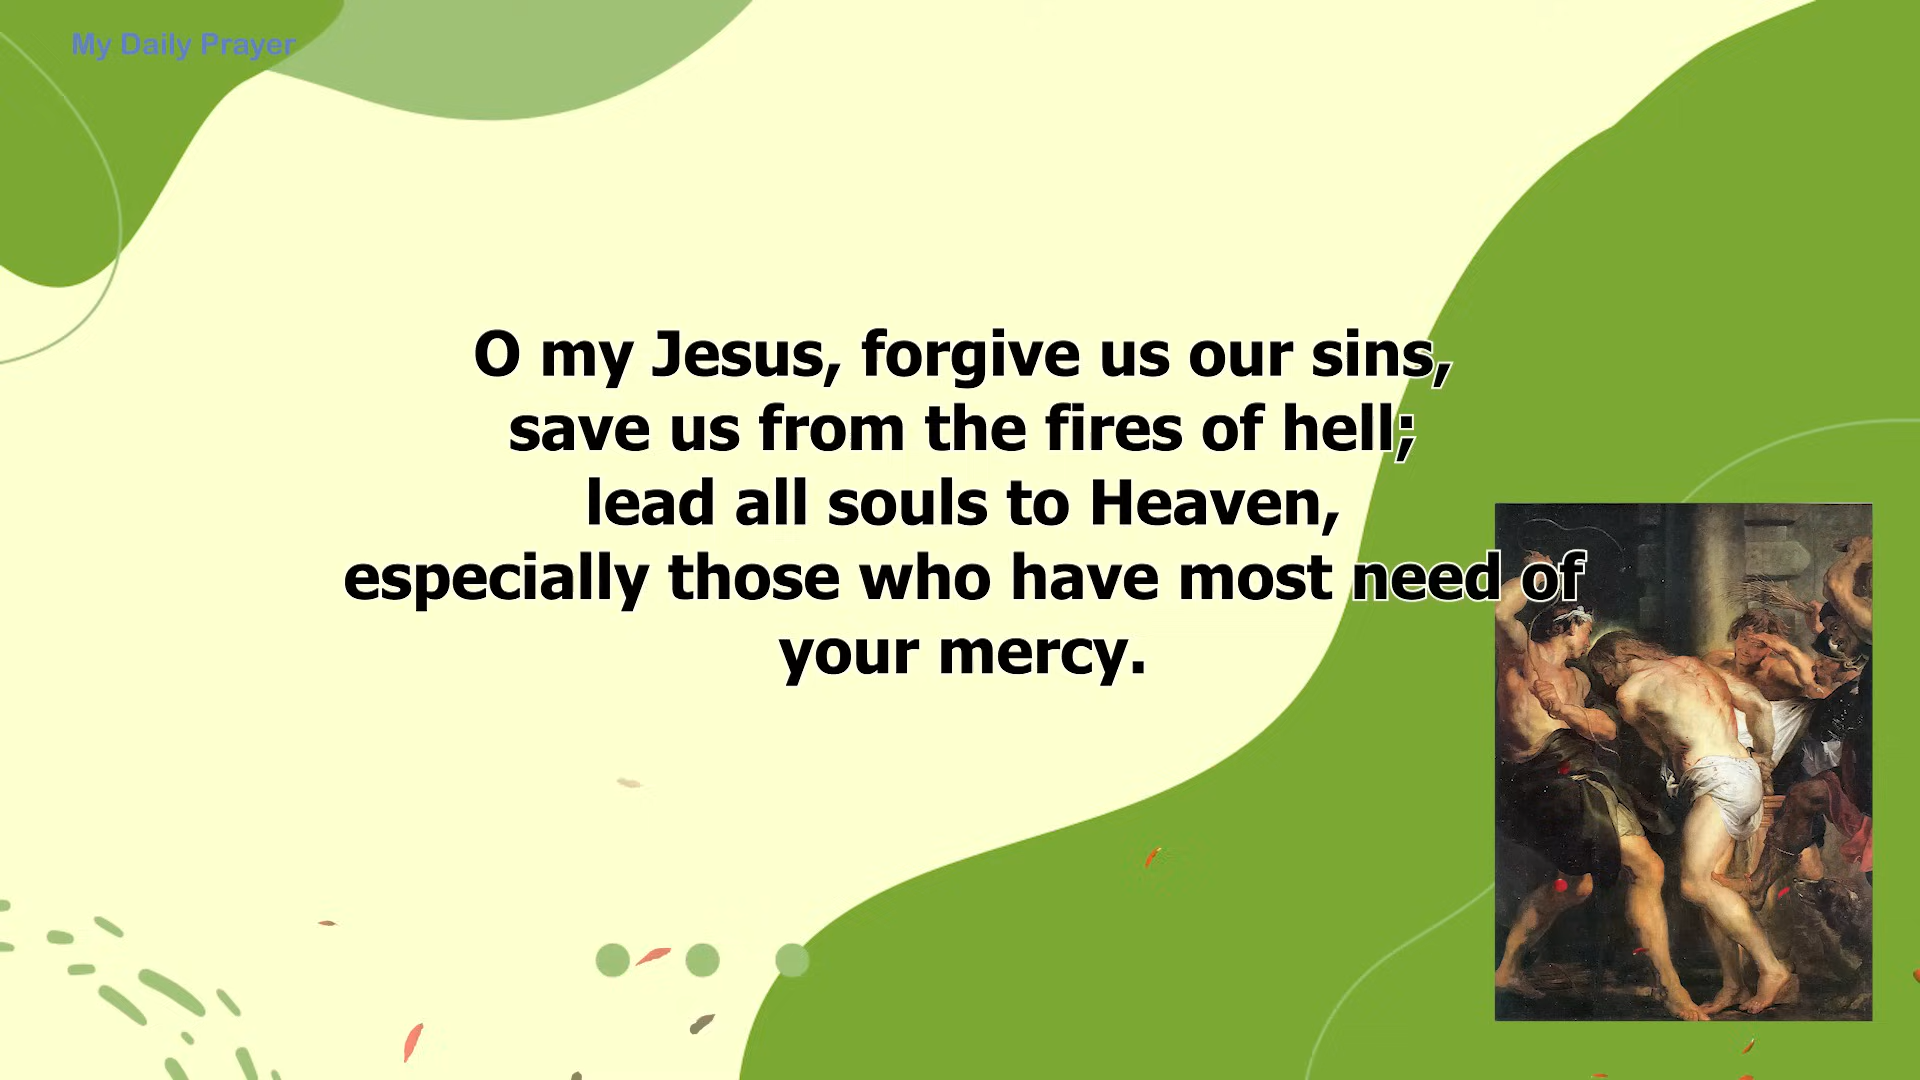 My Daily Prayer
O my Jesus, forgive us our sins,
save us from the fires of hell;
lead all souls to Heaven,
especially those who have most need of
your mercy.